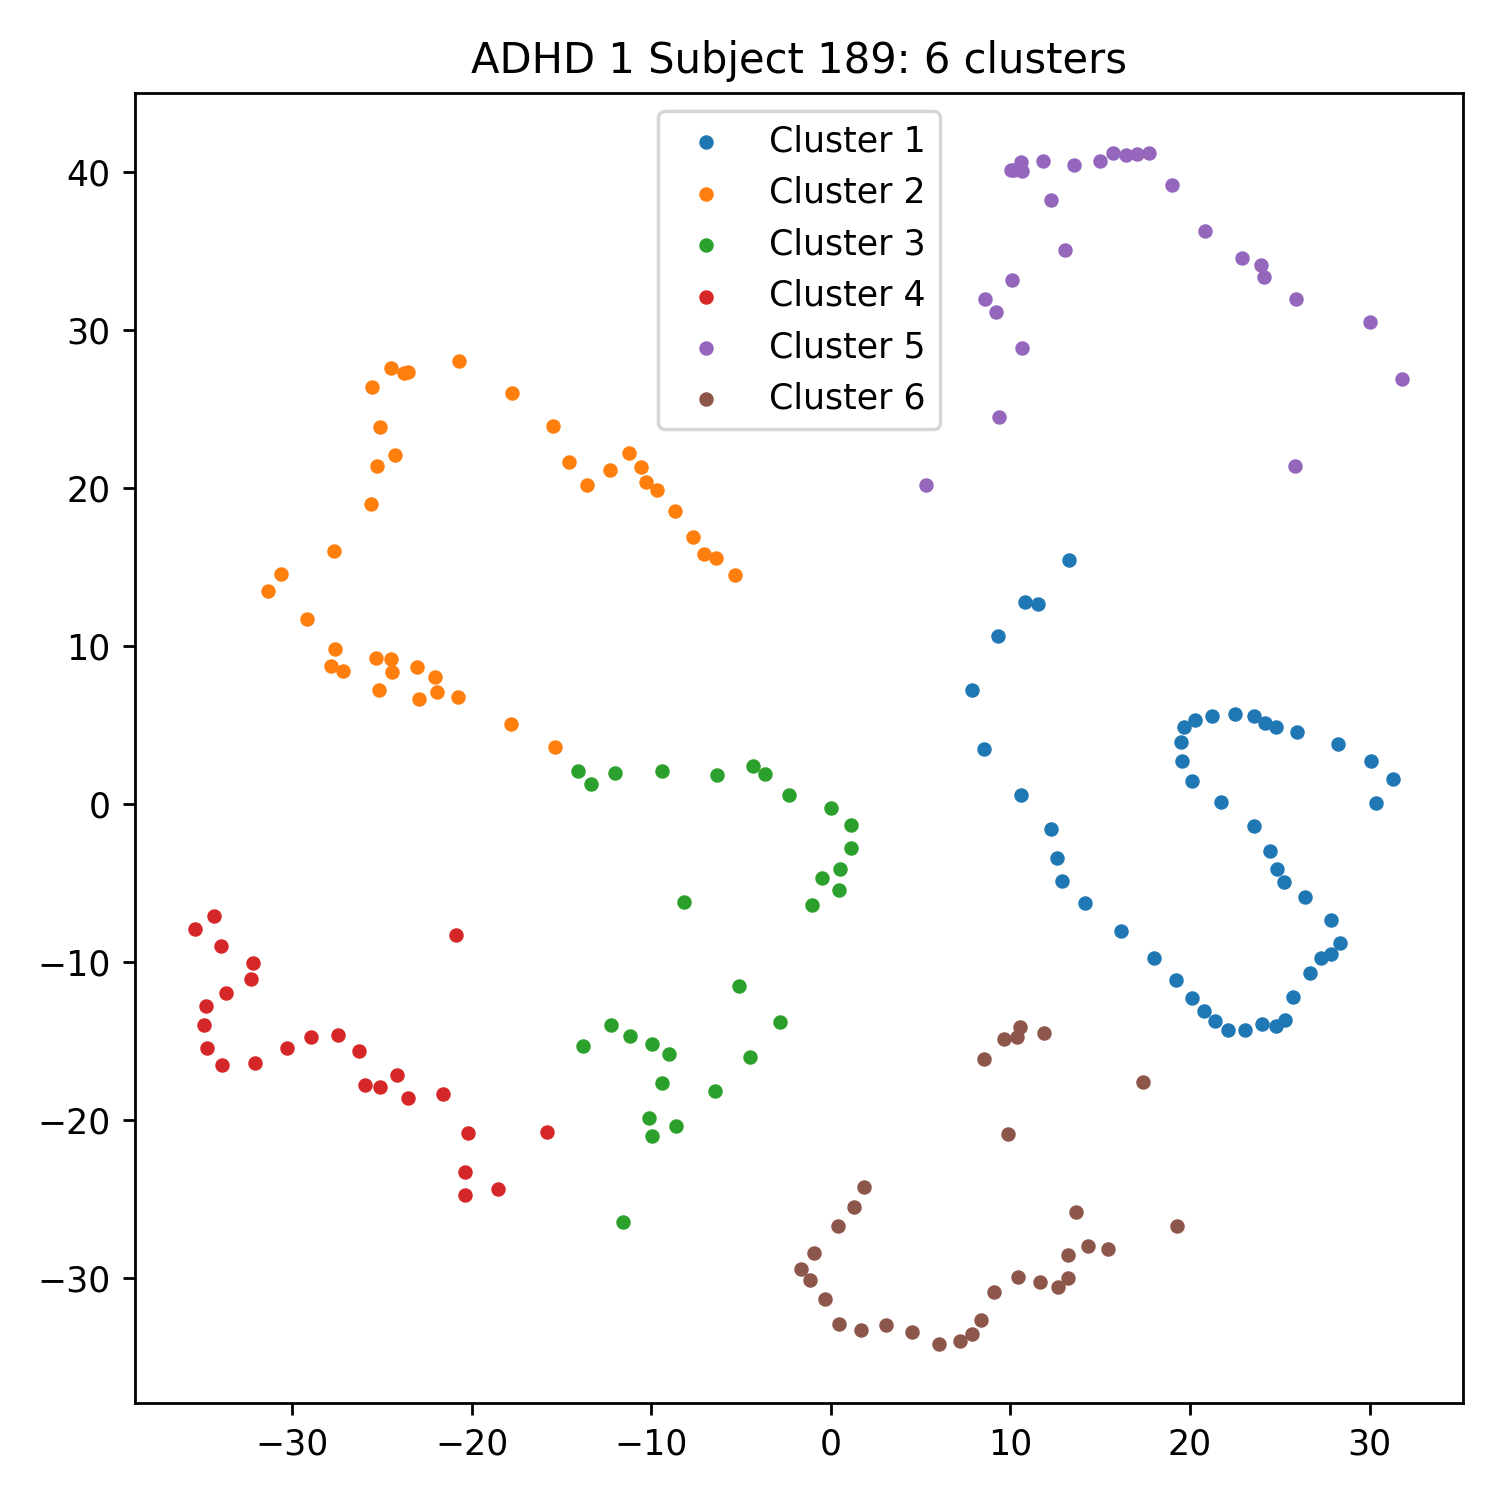 ADHD 1 Subject 189: 6 clusters
Cluster 1
Cluster 2
Cluster 3
Cluster 4
Cluster 5
Cluster 6
40
30
20
10
0
−10
−20
−30
−30 −20 −10 0 10 20 30